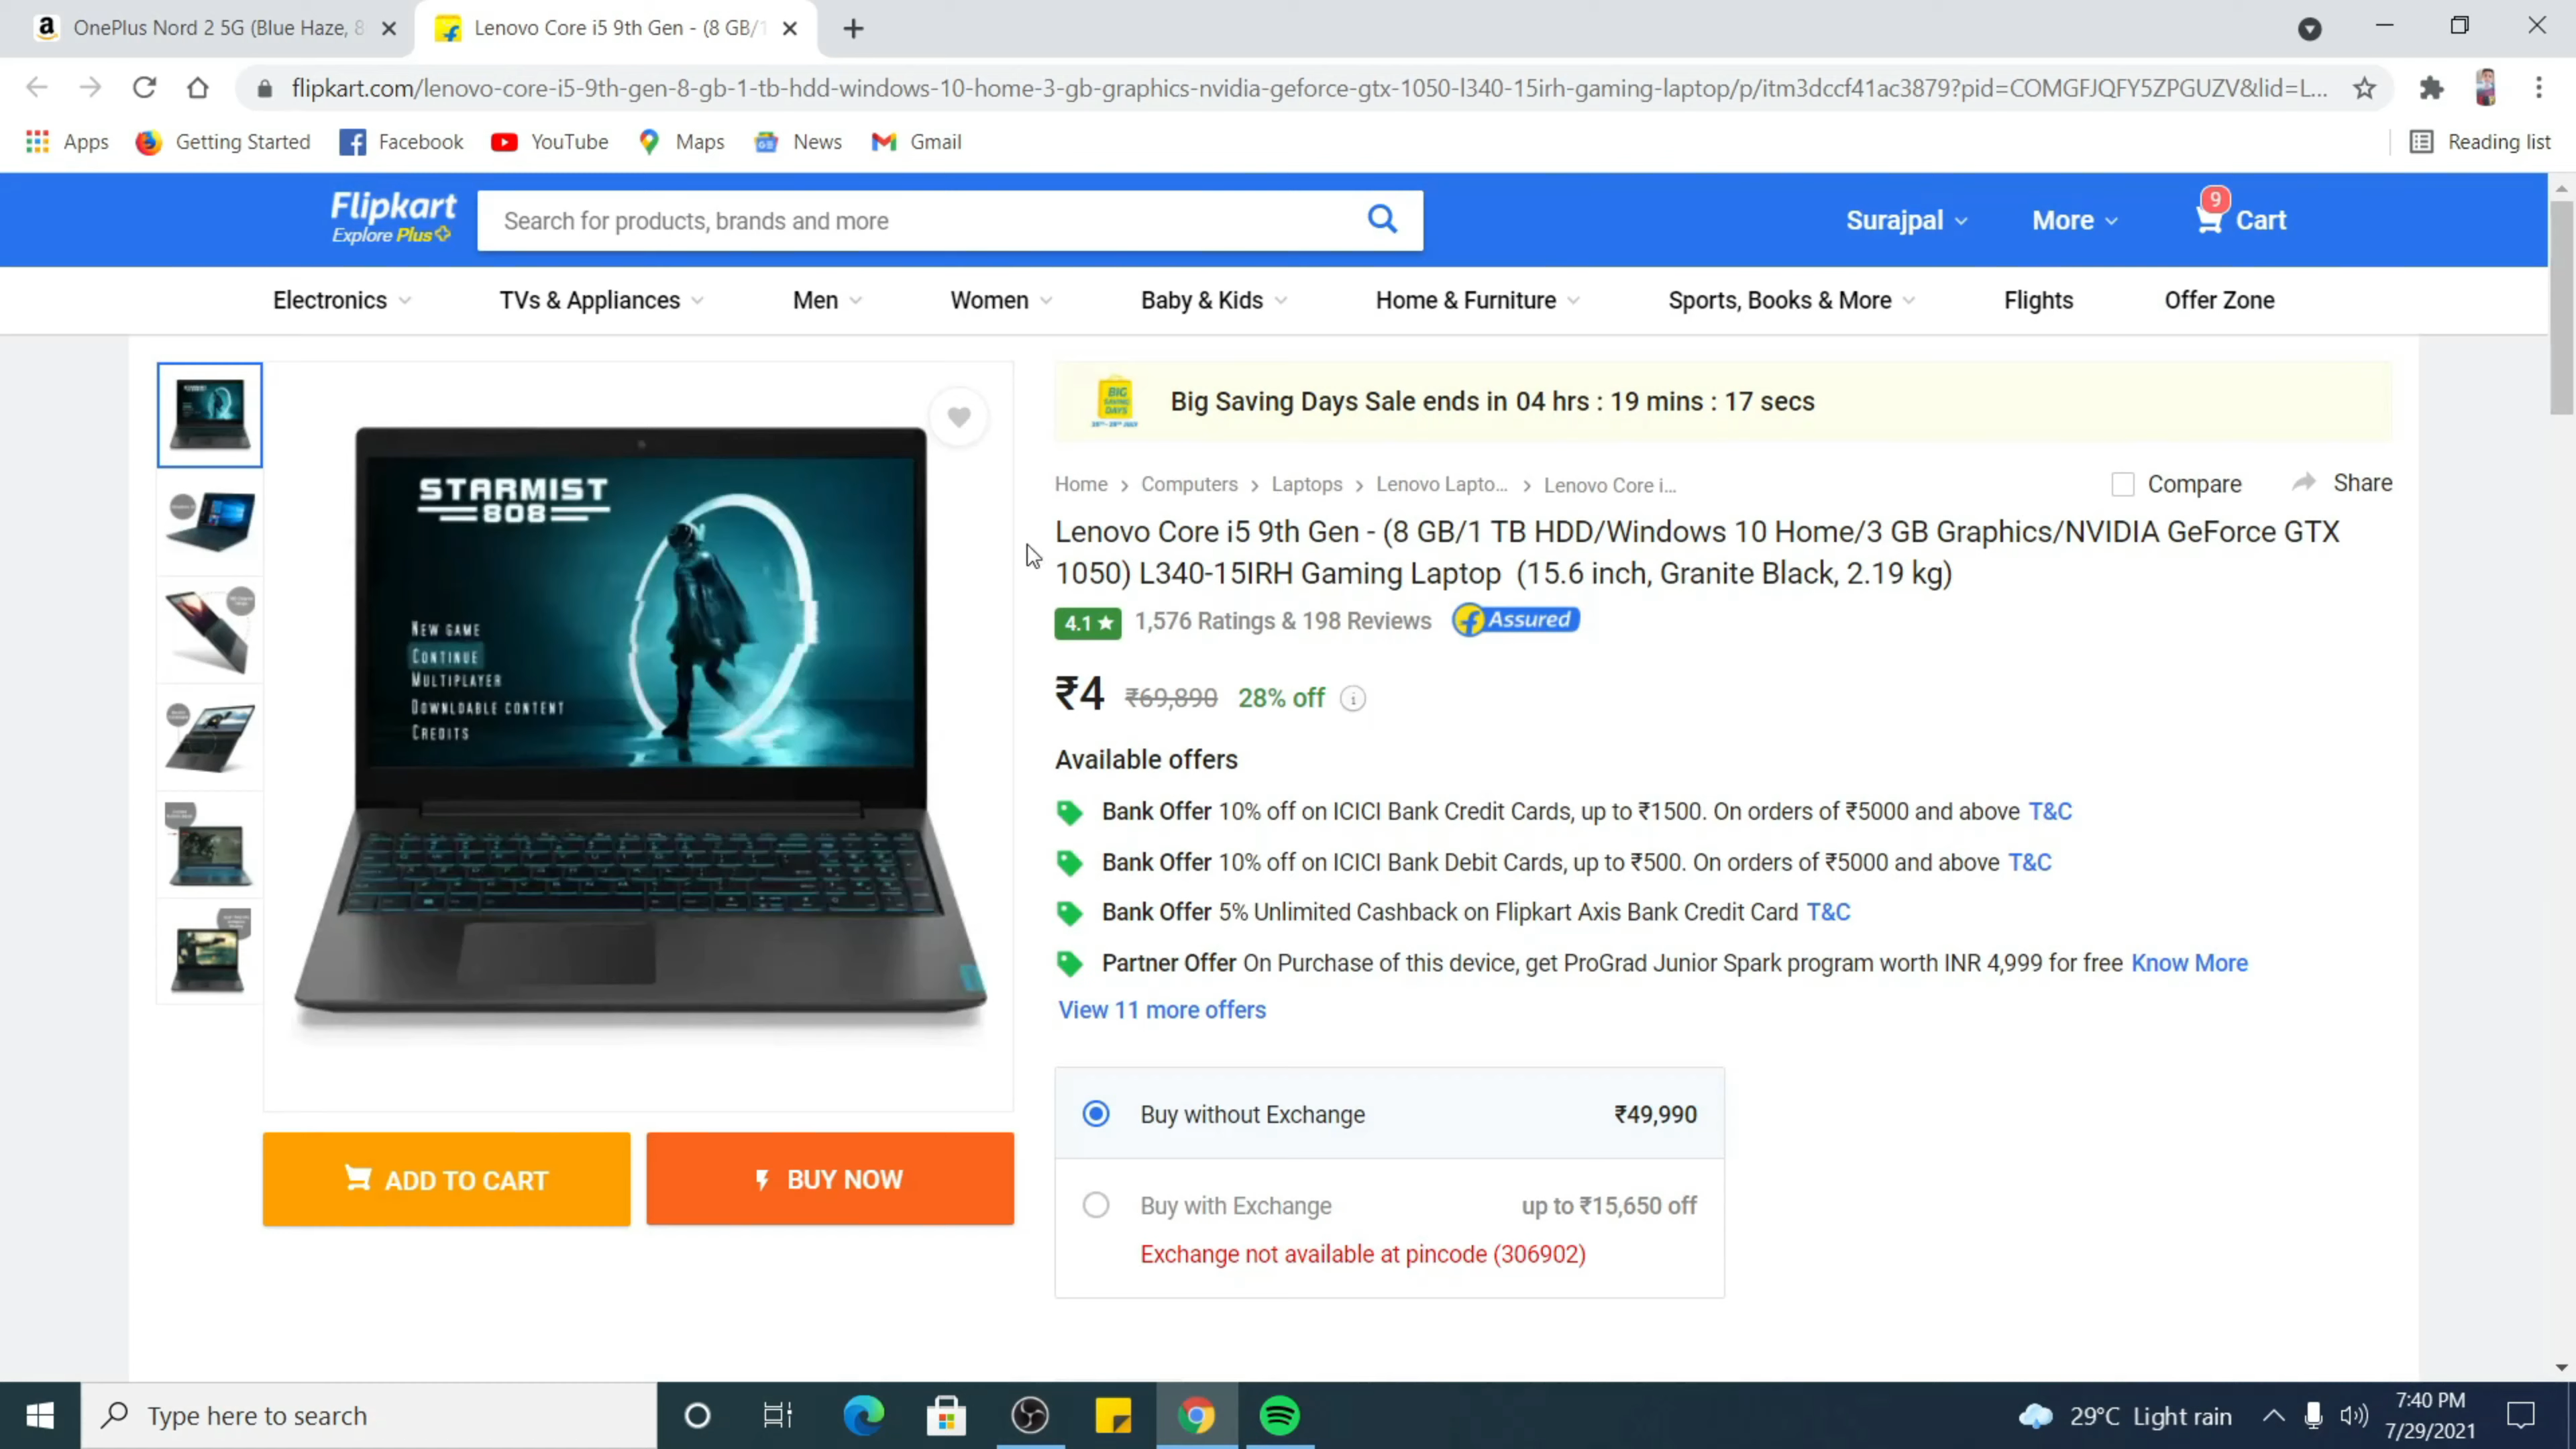 OnePlus Nord 2 5G (Blue Haze, 8
Lenovo Core i5 9th Gen - (8 GB/1
flipkart.com/lenovo-core-i5-9th-gen-8-gb-1-tb-hdd-windows-10-home-3-gb-graphics-nvidia-geforce-gtx-1050-l340-15irh-gaming-laptop/p/itm3dccf41ac3879?pid=COMGFJQFY5ZPGUZV&lid=L...
Apps Getting Started Facebook YouTube Maps News Gmail Reading list
Flipkart
Explore Plus
Search for products, brands and more
Surajpal More 9 Cart
Electronics TVs & Appliances Men Women Baby & Kids Home & Furniture Sports, Books & More Flights Offer Zone
BIG SAVING DAYS
Big Saving Days Sale ends in 04 hrs : 19 mins : 17 secs
Home > Computers > Laptops > Lenovo Lapto... > Lenovo Core i...
Compare Share
Lenovo Core i5 9th Gen - (8 GB/1 TB HDD/Windows 10 Home/3 GB Graphics/NVIDIA GeForce GTX
1050) L340-15IRH Gaming Laptop (15.6 inch, Granite Black, 2.19 kg)
4.1★ 1,576 Ratings & 198 Reviews Assured
₹4 ₹69,890 28% off
STARMIST
808
NEW GAME
CONTINUE
MULTIPLAYER
DOWNLOADABLE CONTENT
CREDITS
Available offers
Bank Offer 10% off on ICICI Bank Credit Cards, up to ₹1500. On orders of ₹5000 and above T&C
Bank Offer 10% off on ICICI Bank Debit Cards, up to ₹500. On orders of ₹5000 and above T&C
Bank Offer 5% Unlimited Cashback on Flipkart Axis Bank Credit Card T&C
Partner Offer On Purchase of this device, get ProGrad Junior Spark program worth INR 4,999 for free Know More
View 11 more offers
Buy without Exchange ₹49,990
Buy with Exchange up to ₹15,650 off
Exchange not available at pincode (306902)
ADD TO CART
BUY NOW
Type here to search
29°C Light rain
7:40 PM
7/29/2021